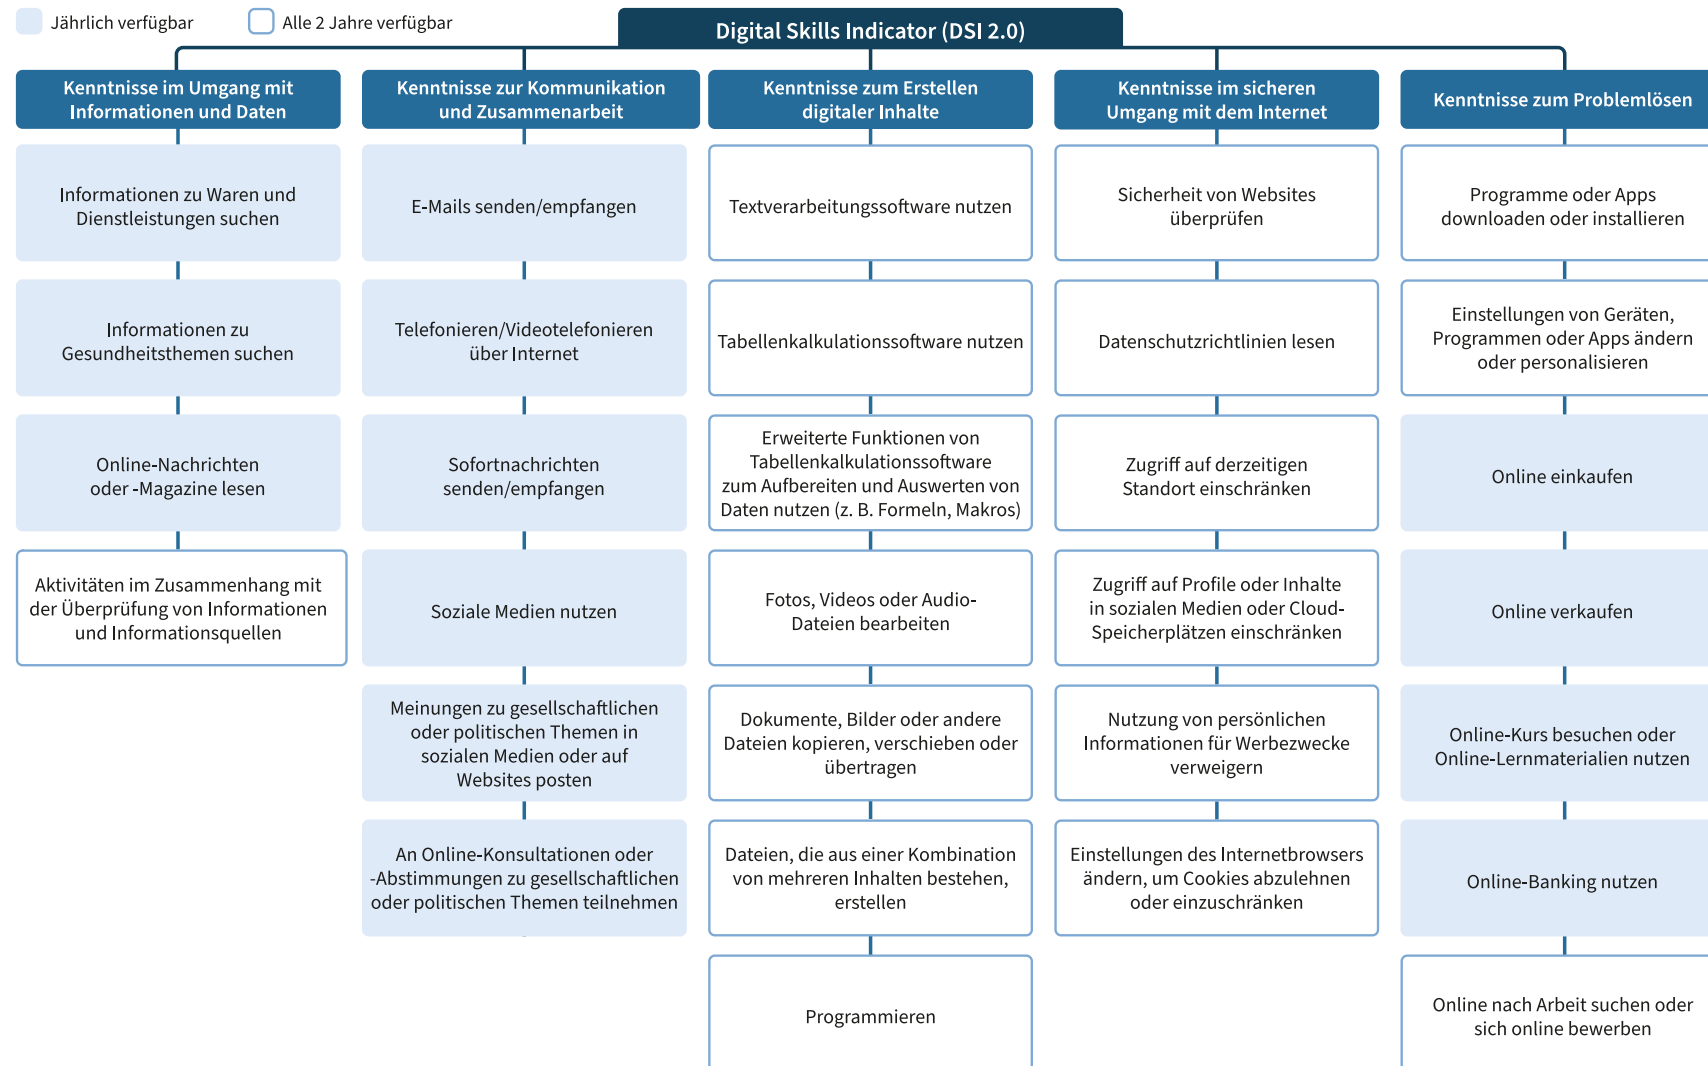 Jährlich verfügbar
Alle 2 Jahre verfügbar
Digital Skills Indicator (DSI 2.0)
Kenntnisse im Umgang mit
Informationen und Daten
Informationen zu Waren und
Dienstleistungen suchen
Informationen zu
Gesundheitsthemen suchen
Online-Nachrichten
oder -Magazine lesen
Aktivitäten im Zusammenhang mit
der Überprüfung von Informationen
und Informationsquellen
Kenntnisse zur Kommunikation
und Zusammenarbeit
E-Mails senden/empfangen
Telefonieren/Videotelefonieren
über Internet
Sofortnachrichten
senden/empfangen
Soziale Medien nutzen
Meinungen zu gesellschaftlichen
oder politischen Themen in
sozialen Medien oder auf
Websites posten
An Online-Konsultationen oder
-Abstimmungen zu gesellschaftlichen
oder politischen Themen teilnehmen
Kenntnisse zum Erstellen
digitaler Inhalte
Textverarbeitungssoftware nutzen
Tabellenkalkulationssoftware nutzen
Erweiterte Funktionen von
Tabellenkalkulationssoftware
zum Aufbereiten und Auswerten von
Daten nutzen (z. B. Formeln, Makros)
Fotos, Videos oder Audio-
Dateien bearbeiten
Dokumente, Bilder oder andere
Dateien kopieren, verschieben oder
übertragen
Dateien, die aus einer Kombination
von mehreren Inhalten bestehen,
erstellen
Programmieren
Kenntnisse im sicheren
Umgang mit dem Internet
Sicherheit von Websites
überprüfen
Datenschutzrichtlinien lesen
Zugriff auf derzeitigen
Standort einschränken
Zugriff auf Profile oder Inhalte
in sozialen Medien oder Cloud-
Speicherplätzen einschränken
Nutzung von persönlichen
Informationen für Werbezwecke
verweigern
Einstellungen des Internetbrowsers
ändern, um Cookies abzulehnen
oder einzuschränken
Kenntnisse zum Problemlösen
Programme oder Apps
downloaden oder installieren
Einstellungen von Geräten,
Programmen oder Apps ändern
oder personalisieren
Online einkaufen
Online verkaufen
Online-Kurs besuchen oder
Online-Lernmaterialien nutzen
Online-Banking nutzen
Online nach Arbeit suchen oder
sich online bewerben